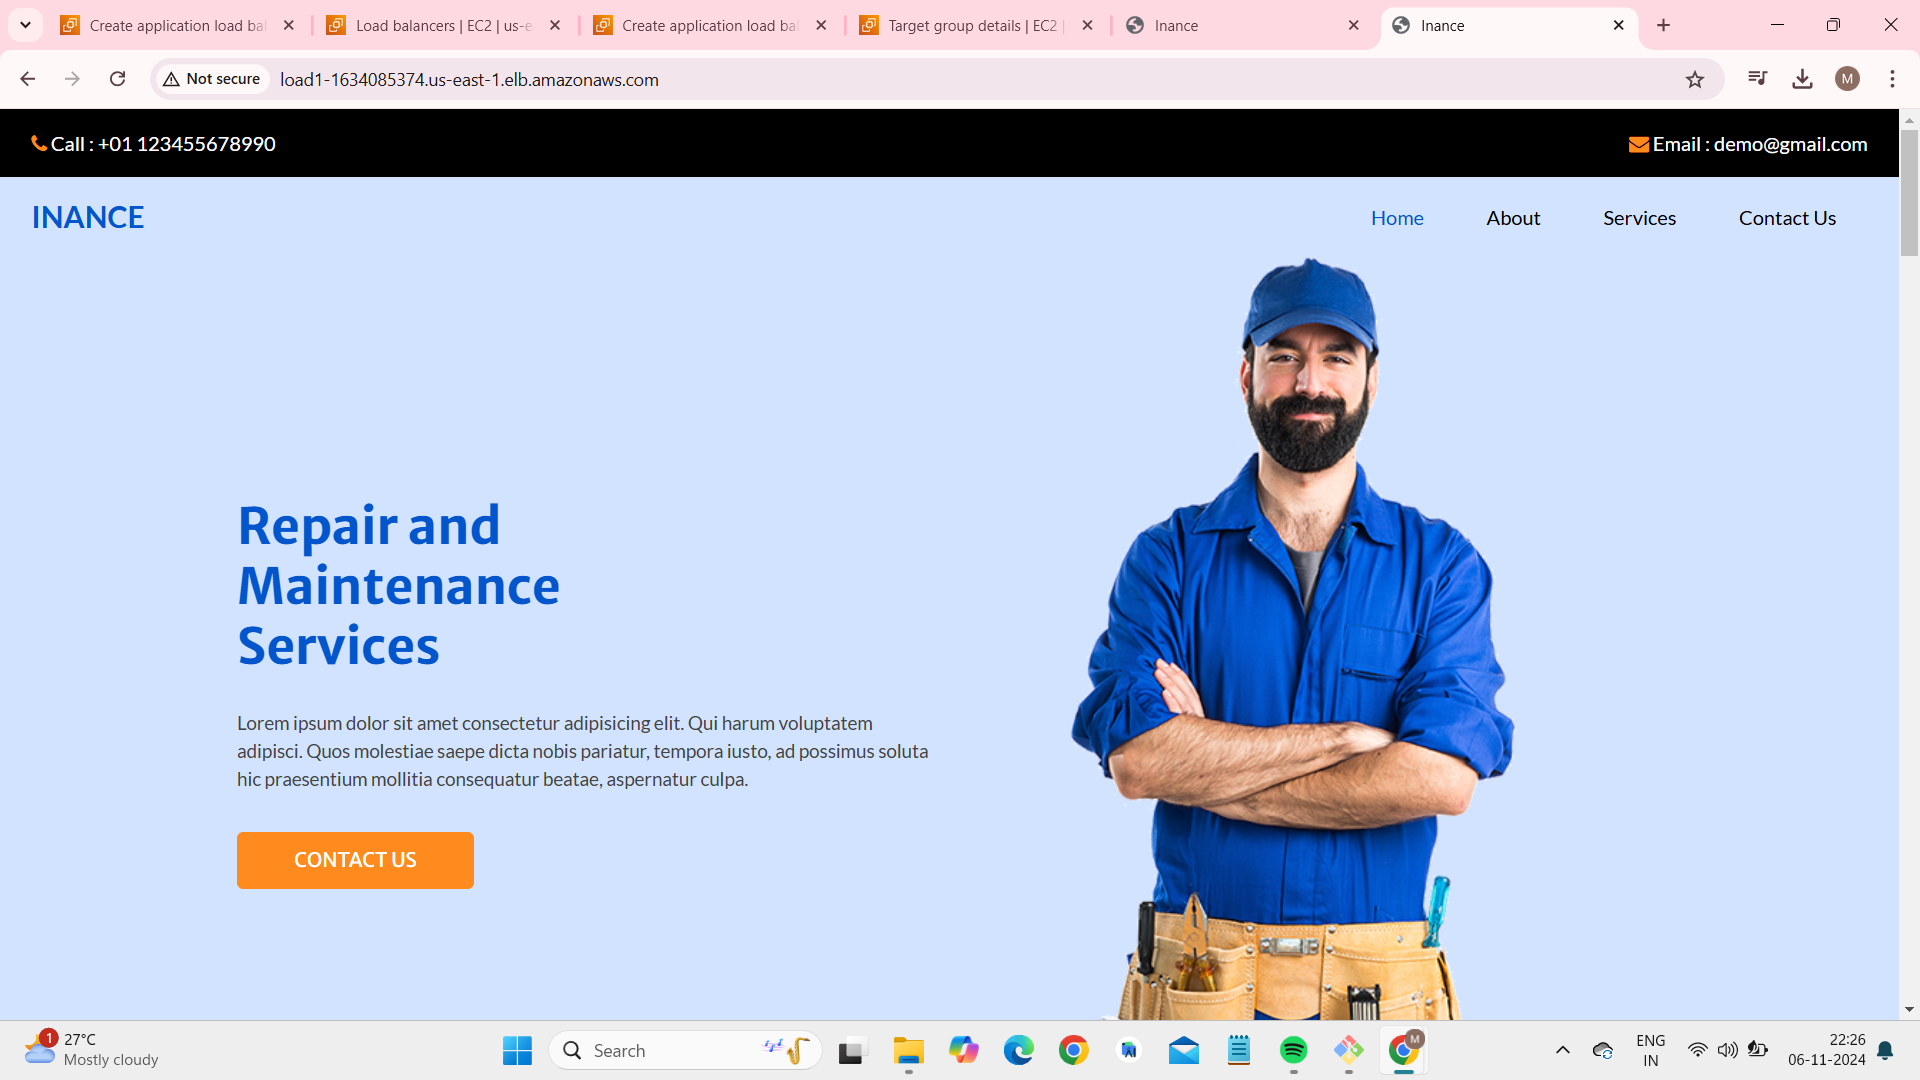 Create application load bal
Load balancers | EC2 | us-e
Create application load bal
Target group details | EC2 |
Inance
Inance
Not secure
load1-1634085374.us-east-1.elb.amazonaws.com
M
Call : +01 123455678990
Email : demo@gmail.com
INANCE
Home
About
Services
Contact Us
Repair and
Maintenance
Services
Lorem ipsum dolor sit amet consectetur adipisicing elit. Qui harum voluptatem
adipisci. Quos molestiae saepe dicta nobis pariatur, tempora iusto, ad possimus soluta
hic praesentium mollitia consequatur beatae, aspernatur culpa.
CONTACT US
1
27°C
Mostly cloudy
Search
M
ENG
IN
22:26
06-11-2024